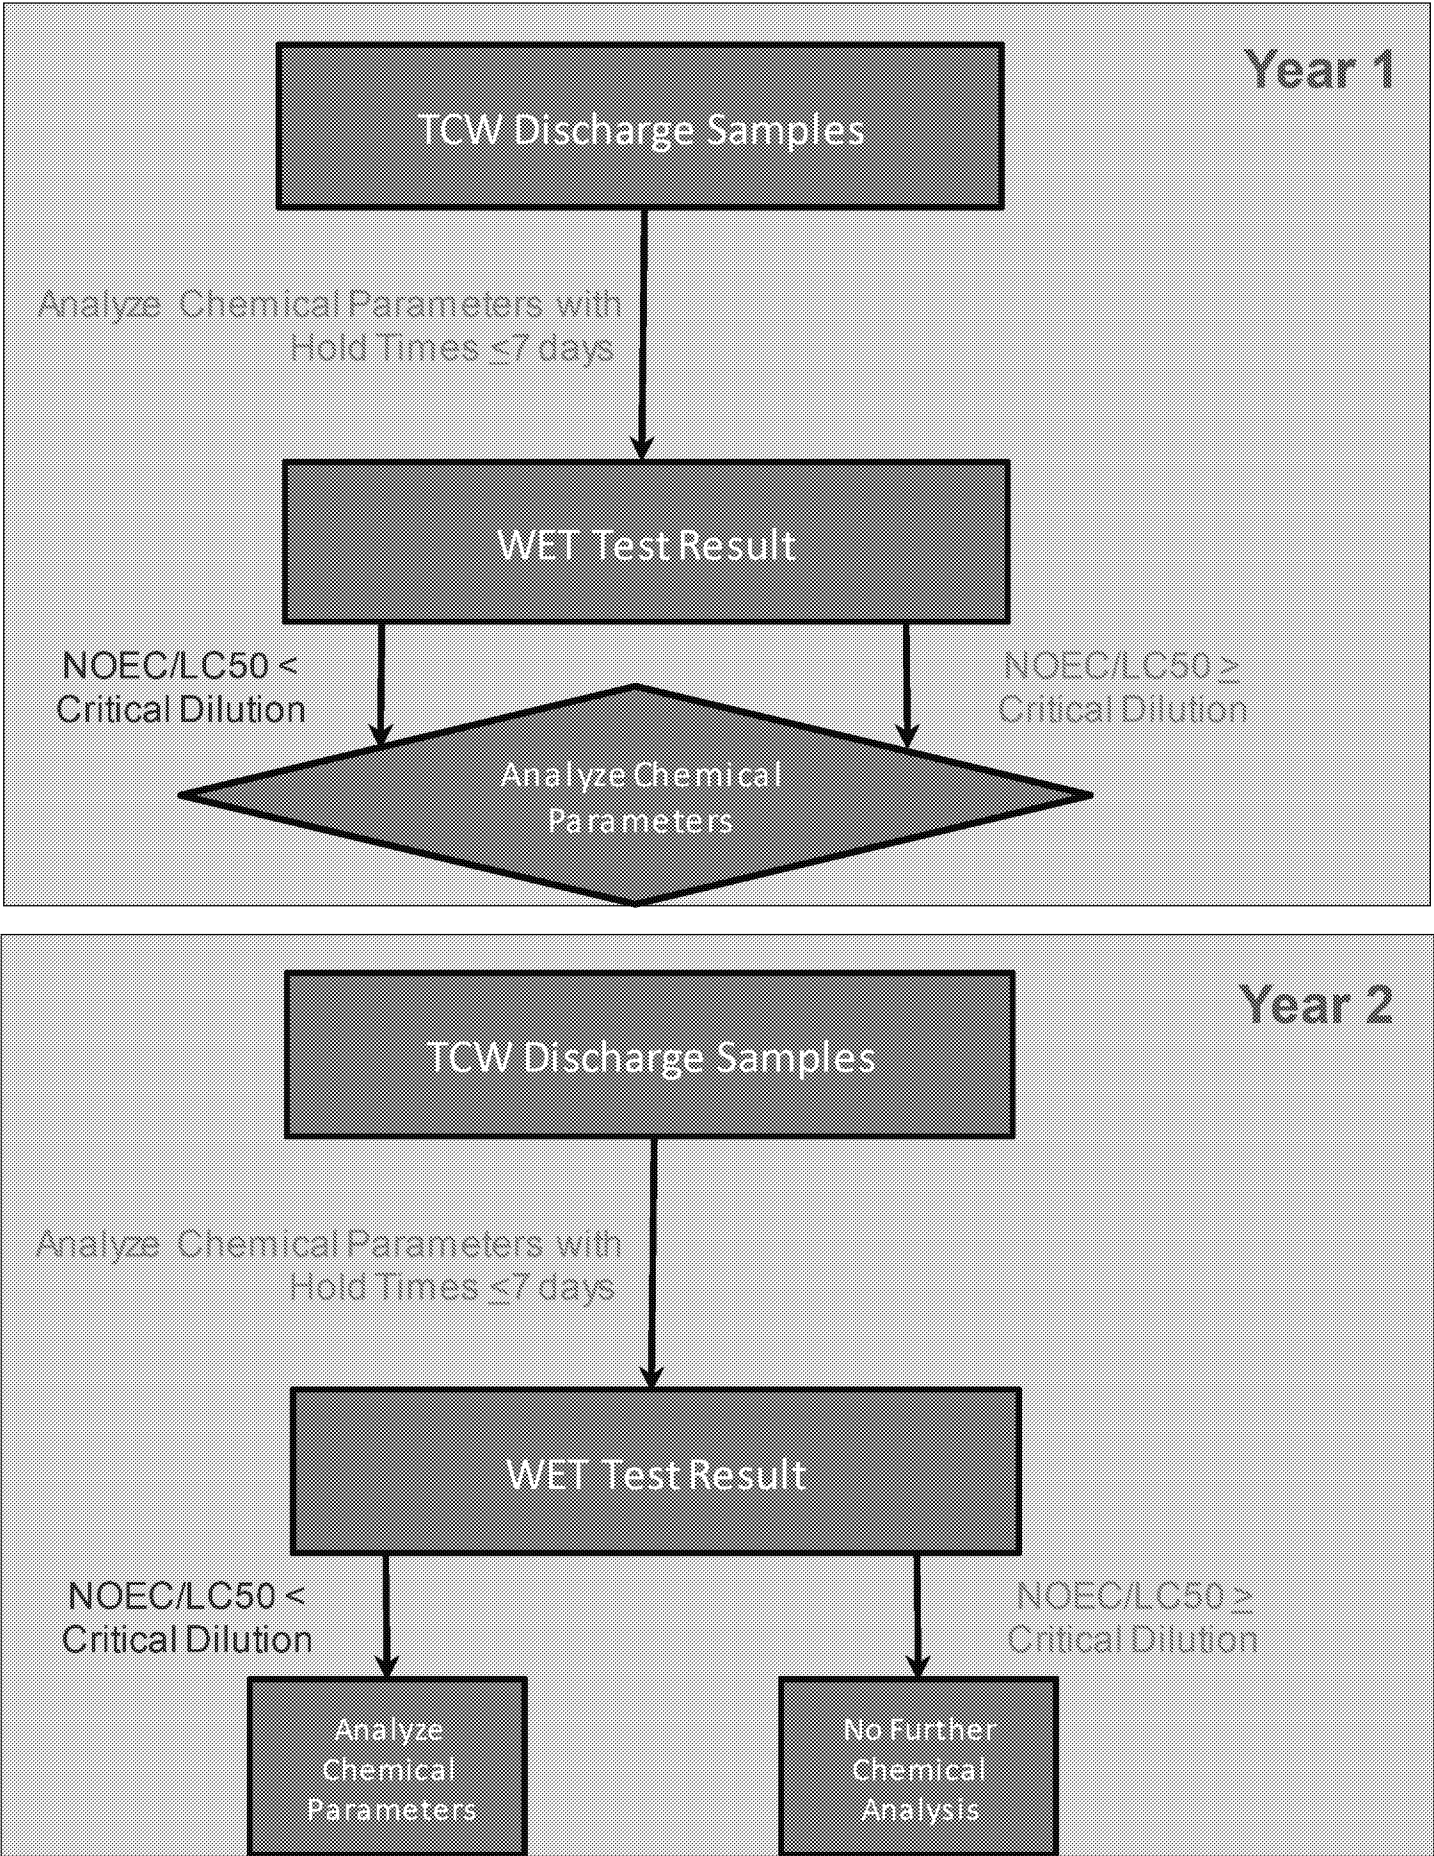 Year 1
TCW Discharge Samples
Analyze Chemical Parameters with
Hold Times ≤7 days
WET Test Result
NOEC/LC50 <
Critical Dilution
NOEC/LC50 ≥
Critical Dilution
Analyze Chemical
Parameters
Year 2
TCW Discharge Samples
Analyze Chemical Parameters with
Hold Times ≤7 days
WET Test Result
NOEC/LC50 <
Critical Dilution
NOEC/LC50 ≥
Critical Dilution
Analyze
Chemical
Parameters
No Further
Chemical
Analysis